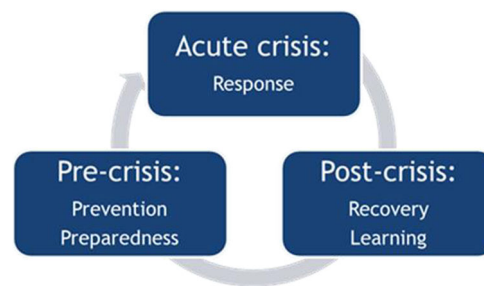 Acute crisis:
Response
Pre-crisis:
Prevention
Preparedness
Post-crisis:
Recovery
Learning